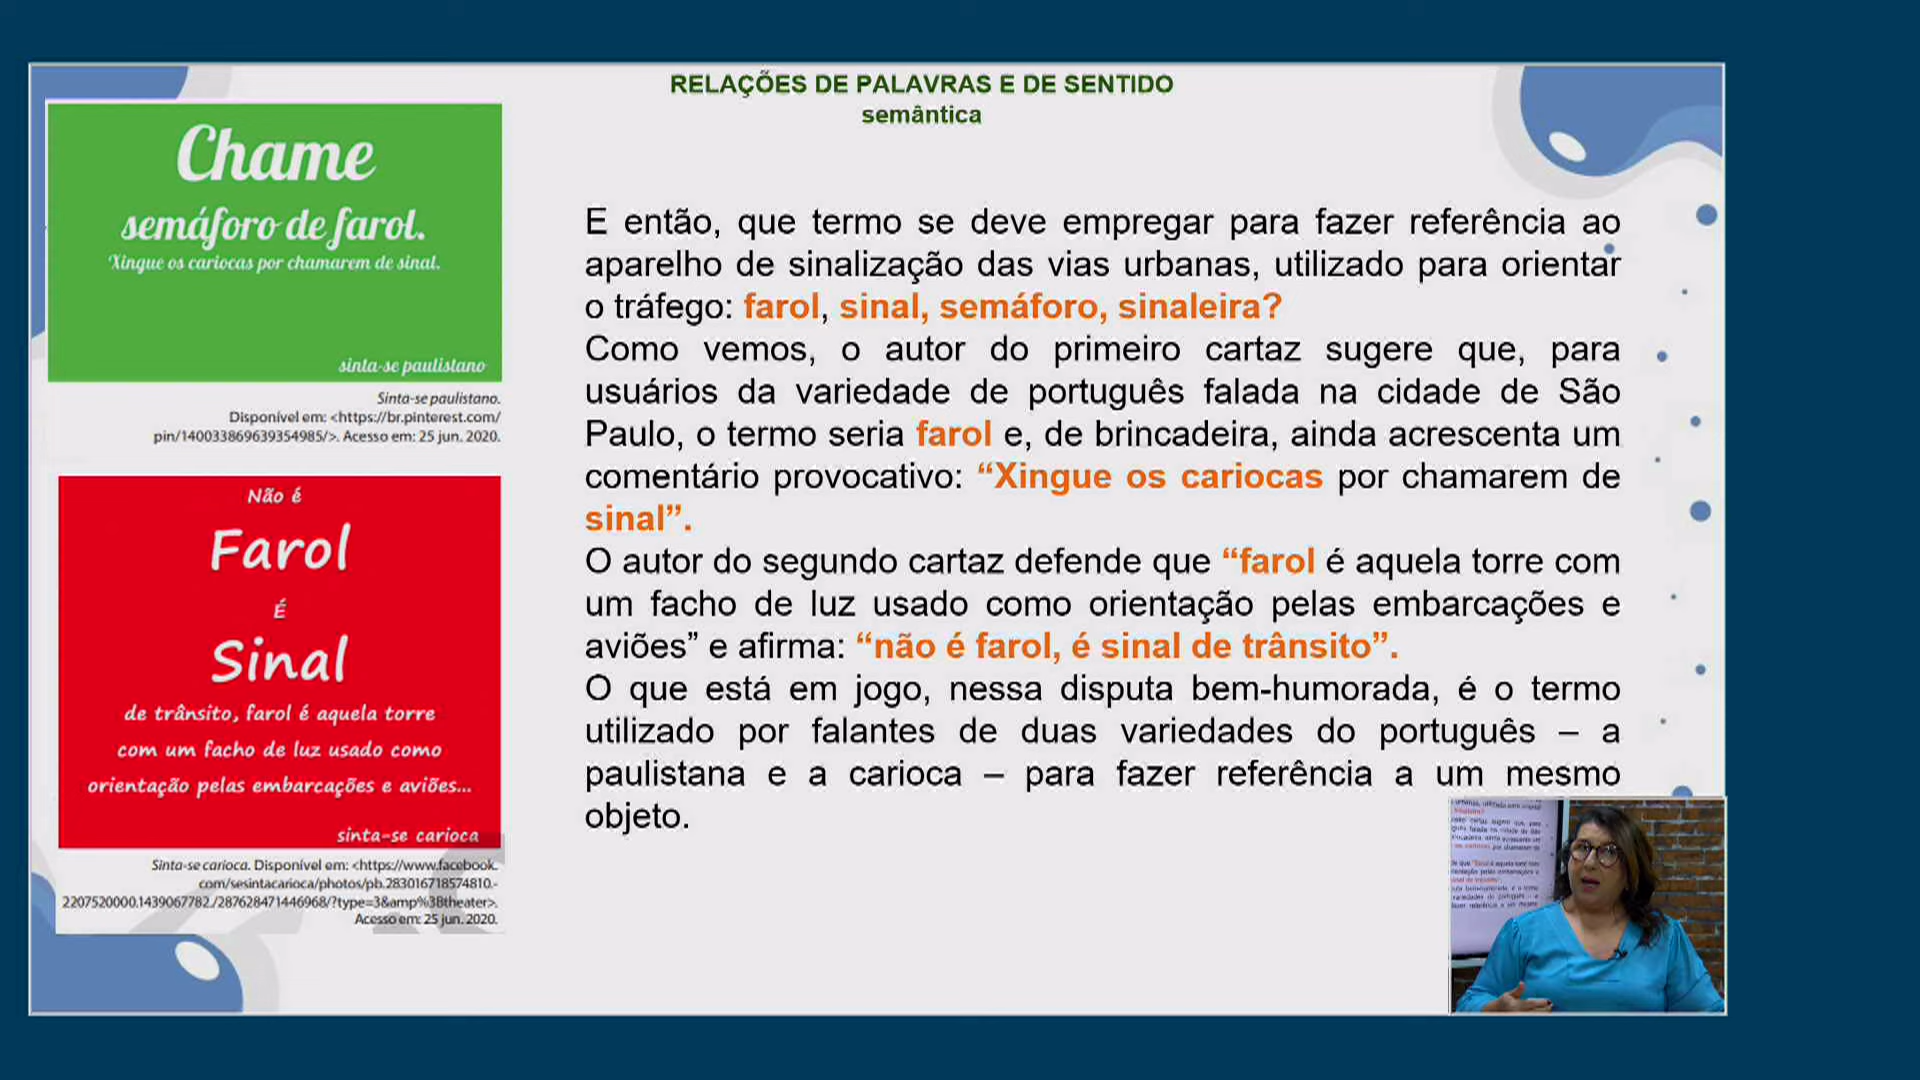 RELAÇÕES DE PALAVRAS E DE SENTIDO
semântica
Chame
semáforo de farol.
Xingue os cariocas por chamarem de sinal.
sinta-se paulistano
Sinta-se paulistano.
Disponível em: <https://br.pinterest.com/
pin/140033869639354985/>. Acesso em: 25 jun. 2020.
Não é
Farol
É
Sinal
de trânsito, farol é aquela torre
com um facho de luz usado como
orientação pelas embarcações e aviões...
sinta-se carioca
Sinta-se carioca. Disponível em: <https://www.facebook.
com/sesintacarioca/photos/pb.283016718574810.-
2207520000.1439067782./287628471446968/?type=3&amp%3Btheater>.
Acesso em: 25 jun. 2020.
E então, que termo se deve empregar para fazer referência ao
aparelho de sinalização das vias urbanas, utilizado para orientar
o tráfego: farol, sinal, semáforo, sinaleira?
Como vemos, o autor do primeiro cartaz sugere que, para
usuários da variedade de português falada na cidade de São
Paulo, o termo seria farol e, de brincadeira, ainda acrescenta um
comentário provocativo: “Xingue os cariocas por chamarem de
sinal”.
O autor do segundo cartaz defende que “farol é aquela torre com
um facho de luz usado como orientação pelas embarcações e
aviões” e afirma: “não é farol, é sinal de trânsito”.
O que está em jogo, nessa disputa bem-humorada, é o termo
utilizado por falantes de duas variedades do português – a
paulistana e a carioca – para fazer referência a um mesmo
objeto.